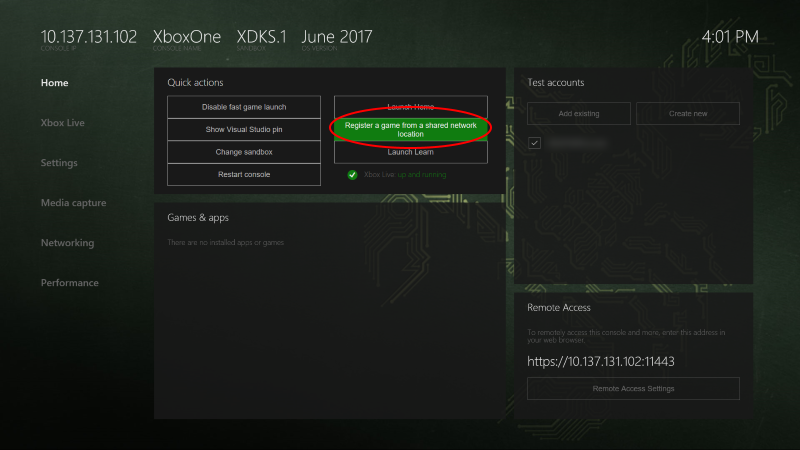 10.137.131.102 XboxOne XDKS.1 June 2017 4:01 PM
CONSOLE IP CONSOLE NAME SANDBOX OS VERSION
Home
Xbox Live
Settings
Media capture
Networking
Performance
Quick actions
Disable fast game launch
Show Visual Studio pin
Change sandbox
Restart console
Launch Home
Register a game from a shared network
location
Launch Learn
Xbox Live: up and running
Games & apps
There are no installed apps or games
Test accounts
Add existing
Create new
Remote Access
To remotely access this console and more, enter this address in
your web browser.
https://10.137.131.102:11443
Remote Access Settings